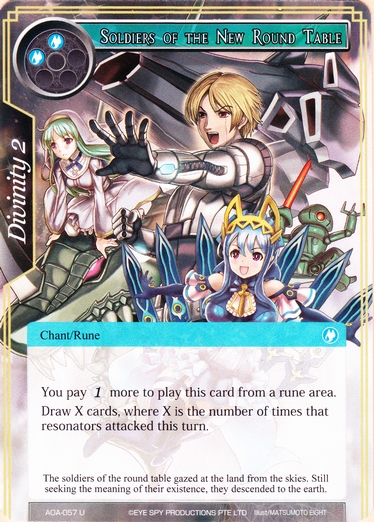 Soldiers of the New Round Table
Divinity 2
Chant/Rune
You pay 1 more to play this card from a rune area.
Draw X cards, where X is the number of times that
resonators attacked this turn.
The soldiers of the round table gazed at the land from the skies. Still
seeking the meaning of their existence, they descended to the earth.
AOA-057 U ©EYE SPY PRODUCTIONS PTE LTD Illust/MATSUMOTO EIGHT